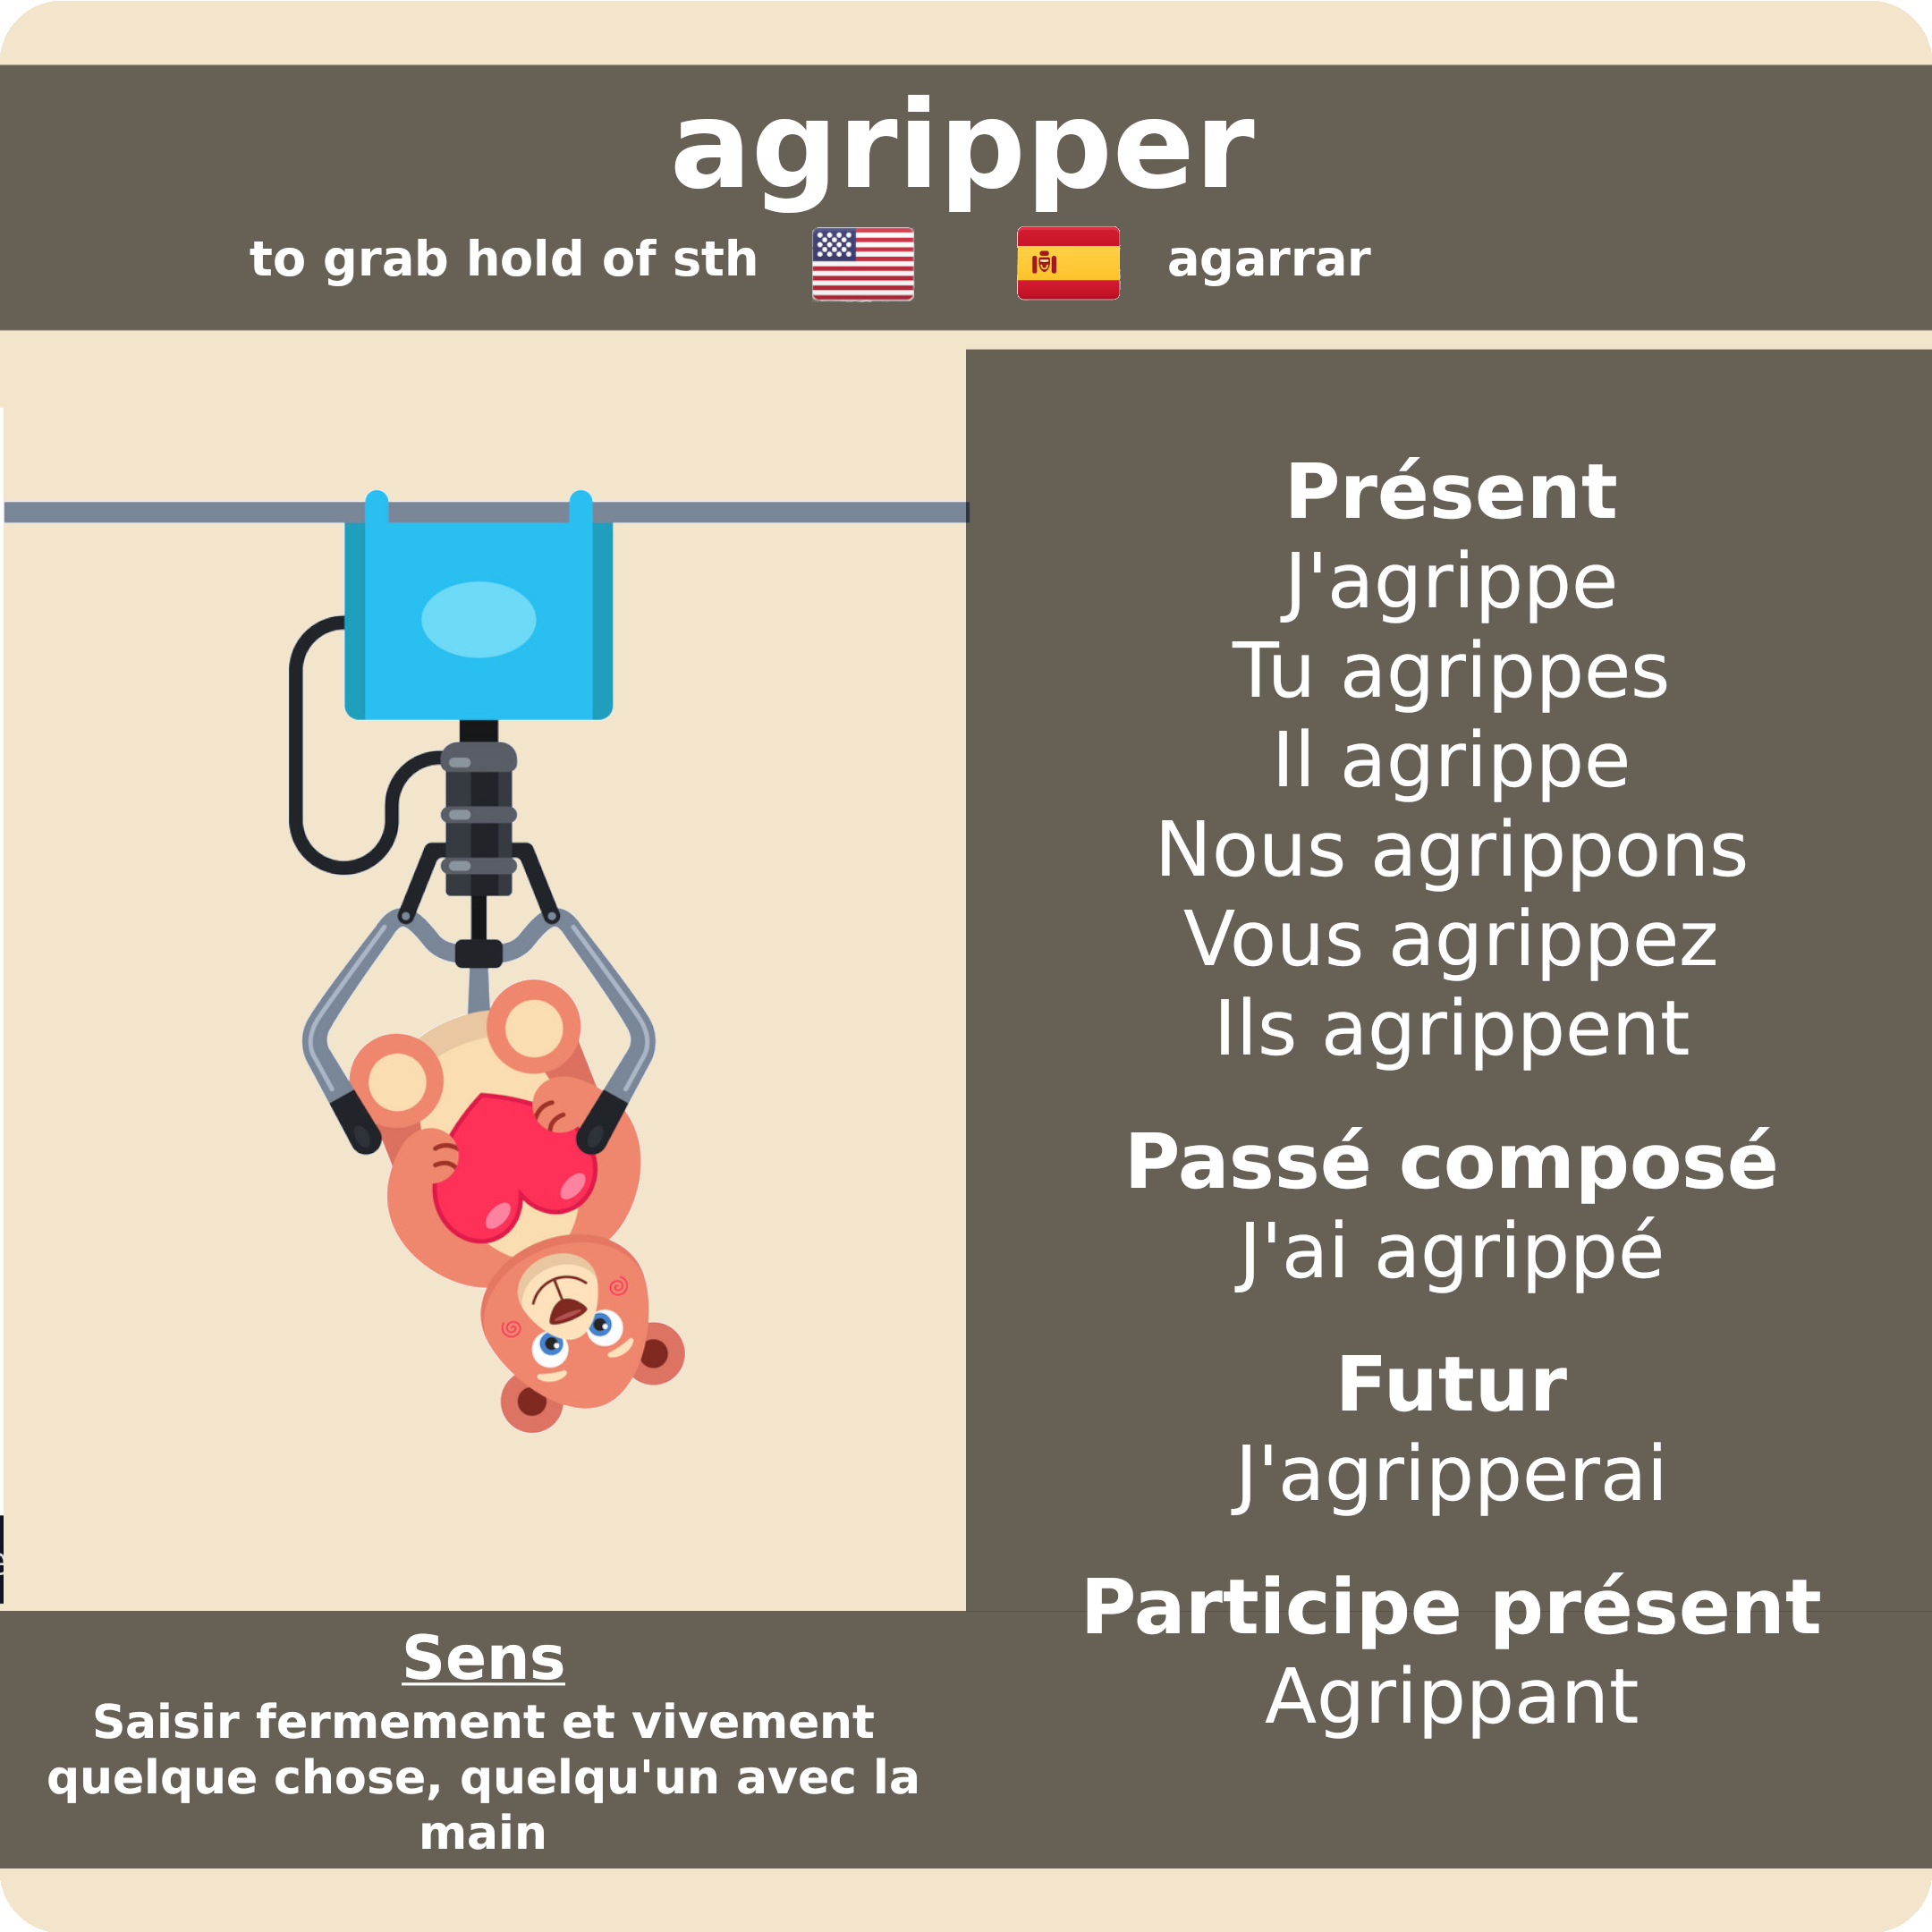 agripper
to grab hold of sth
agarrar
Présent
J'agrippe
Tu agrippes
Il agrippe
Nous agrippons
Vous agrippez
Ils agrippent
Passé composé
J'ai agrippé
Futur
J'agripperai
Participe présent
Agrippant
Sens
Saisir fermement et vivement
quelque chose, quelqu'un avec la
main